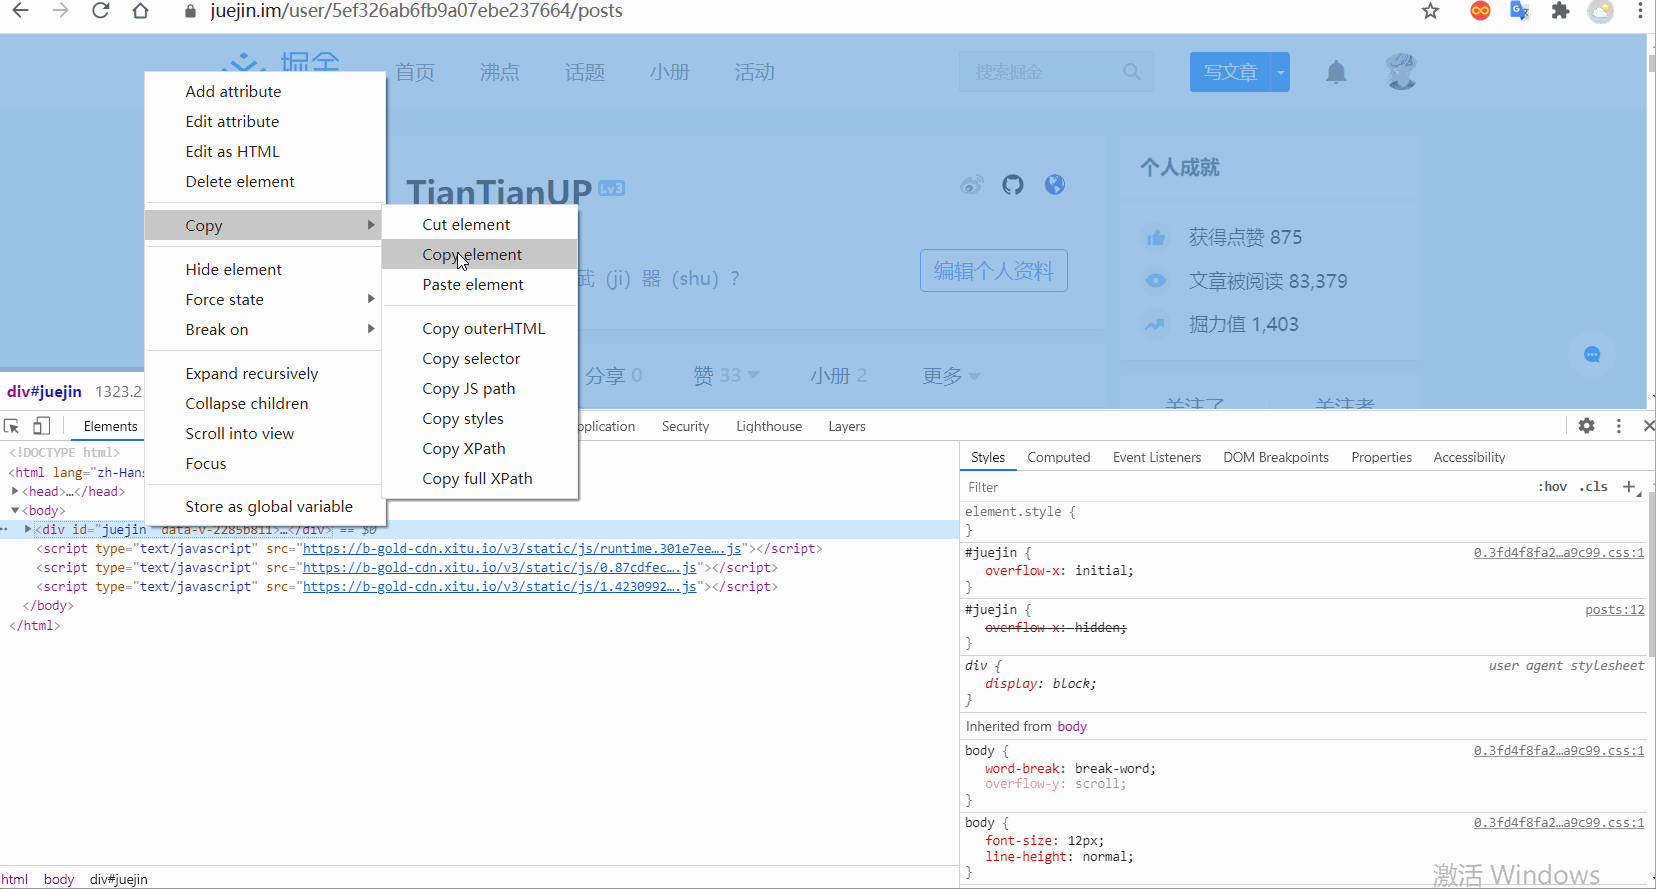 juejin.im/user/5ef326ab6fb9a07ebe237664/posts
掘金
首页
沸点
话题
小册
活动
搜索掘金
写文章
TianTianUP Lv3
武（ji）器（shu）？
编辑个人资料
分享 0
赞 33
小册 2
更多
个人成就
获得点赞 875
文章被阅读 83,379
掘力值 1,403
关注了
关注者
Add attribute
Edit attribute
Edit as HTML
Delete element
Copy
Hide element
Force state
Break on
Expand recursively
Collapse children
Scroll into view
Focus
Store as global variable
Cut element
Copy element
Paste element
Copy outerHTML
Copy selector
Copy JS path
Copy styles
Copy XPath
Copy full XPath
div#juejin 1323.2
Elements
pplication
Security
Lighthouse
Layers
<!DOCTYPE html>
<html lang="zh-Hans
<head>…</head>
<body>
<div id="juejin" data-v-2285b811>…</div> == $0
<script type="text/javascript" src="https://b-gold-cdn.xitu.io/v3/static/js/runtime.301e7ee….js"></script>
<script type="text/javascript" src="https://b-gold-cdn.xitu.io/v3/static/js/0.87cdfec….js"></script>
<script type="text/javascript" src="https://b-gold-cdn.xitu.io/v3/static/js/1.4230992….js"></script>
</body>
</html>
html body div#juejin
Styles
Computed
Event Listeners
DOM Breakpoints
Properties
Accessibility
Filter
:hov .cls +
element.style {
}
#juejin { 0.3fd4f8fa2…a9c99.css:1
overflow-x: initial;
}
#juejin { posts:12
overflow-x: hidden;
}
div { user agent stylesheet
display: block;
}
Inherited from body
body { 0.3fd4f8fa2…a9c99.css:1
word-break: break-word;
overflow-y: scroll;
}
body { 0.3fd4f8fa2…a9c99.css:1
font-size: 12px;
line-height: normal;
}
激活 Windows